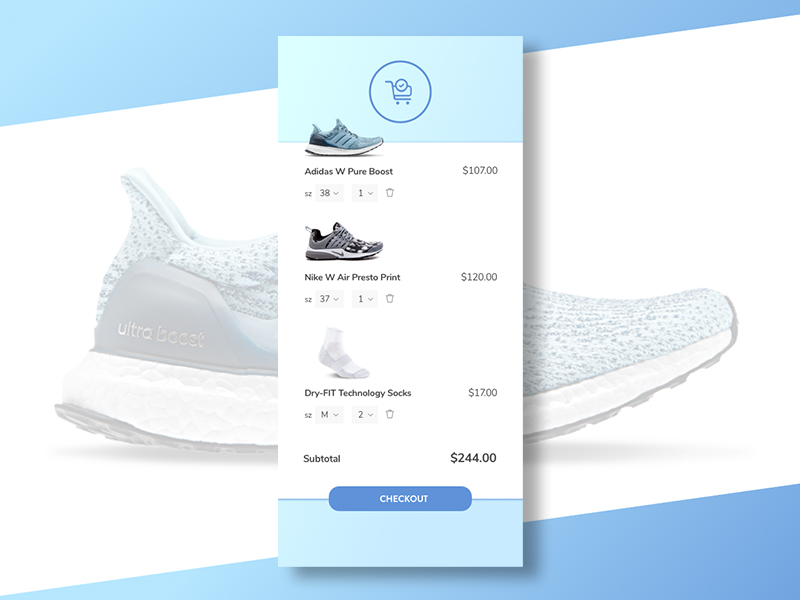 Adidas W Pure Boost $107.00
sz 38 1
Nike W Air Presto Print $120.00
sz 37 1
ultra boost
Dry-FIT Technology Socks $17.00
sz M 2
Subtotal $244.00
CHECKOUT